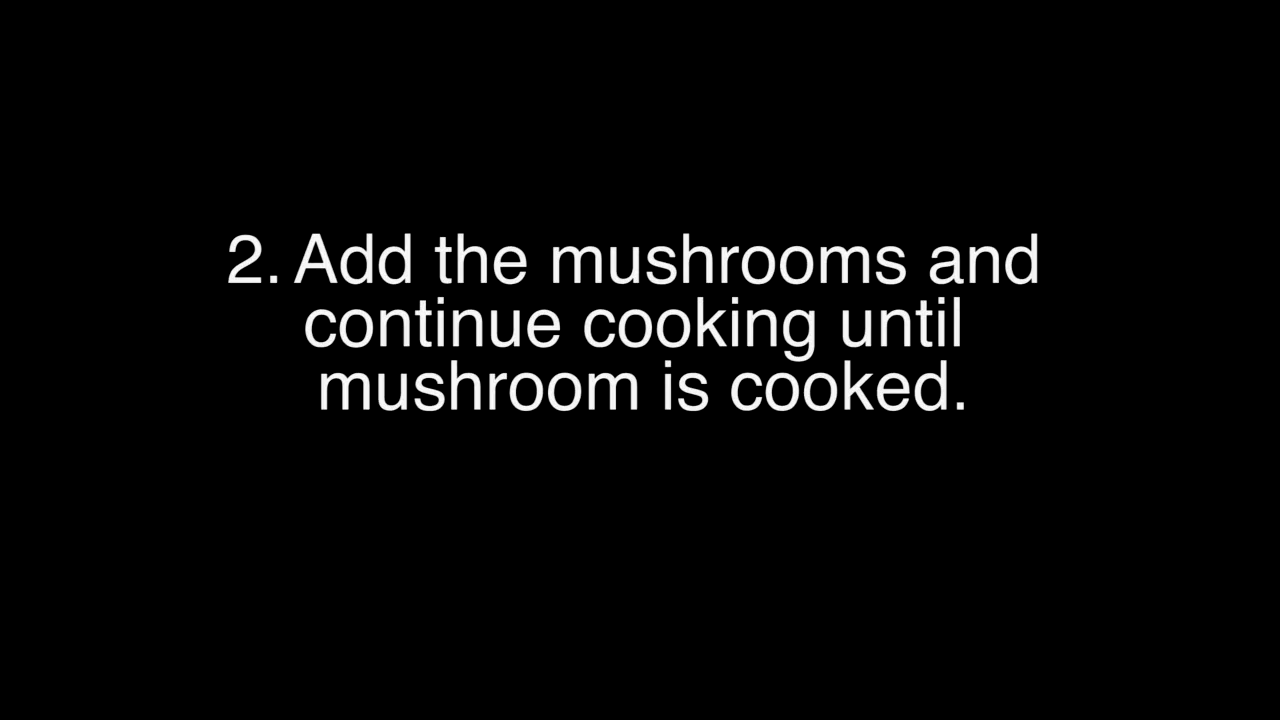 2. Add the mushrooms and
continue cooking until
mushroom is cooked.